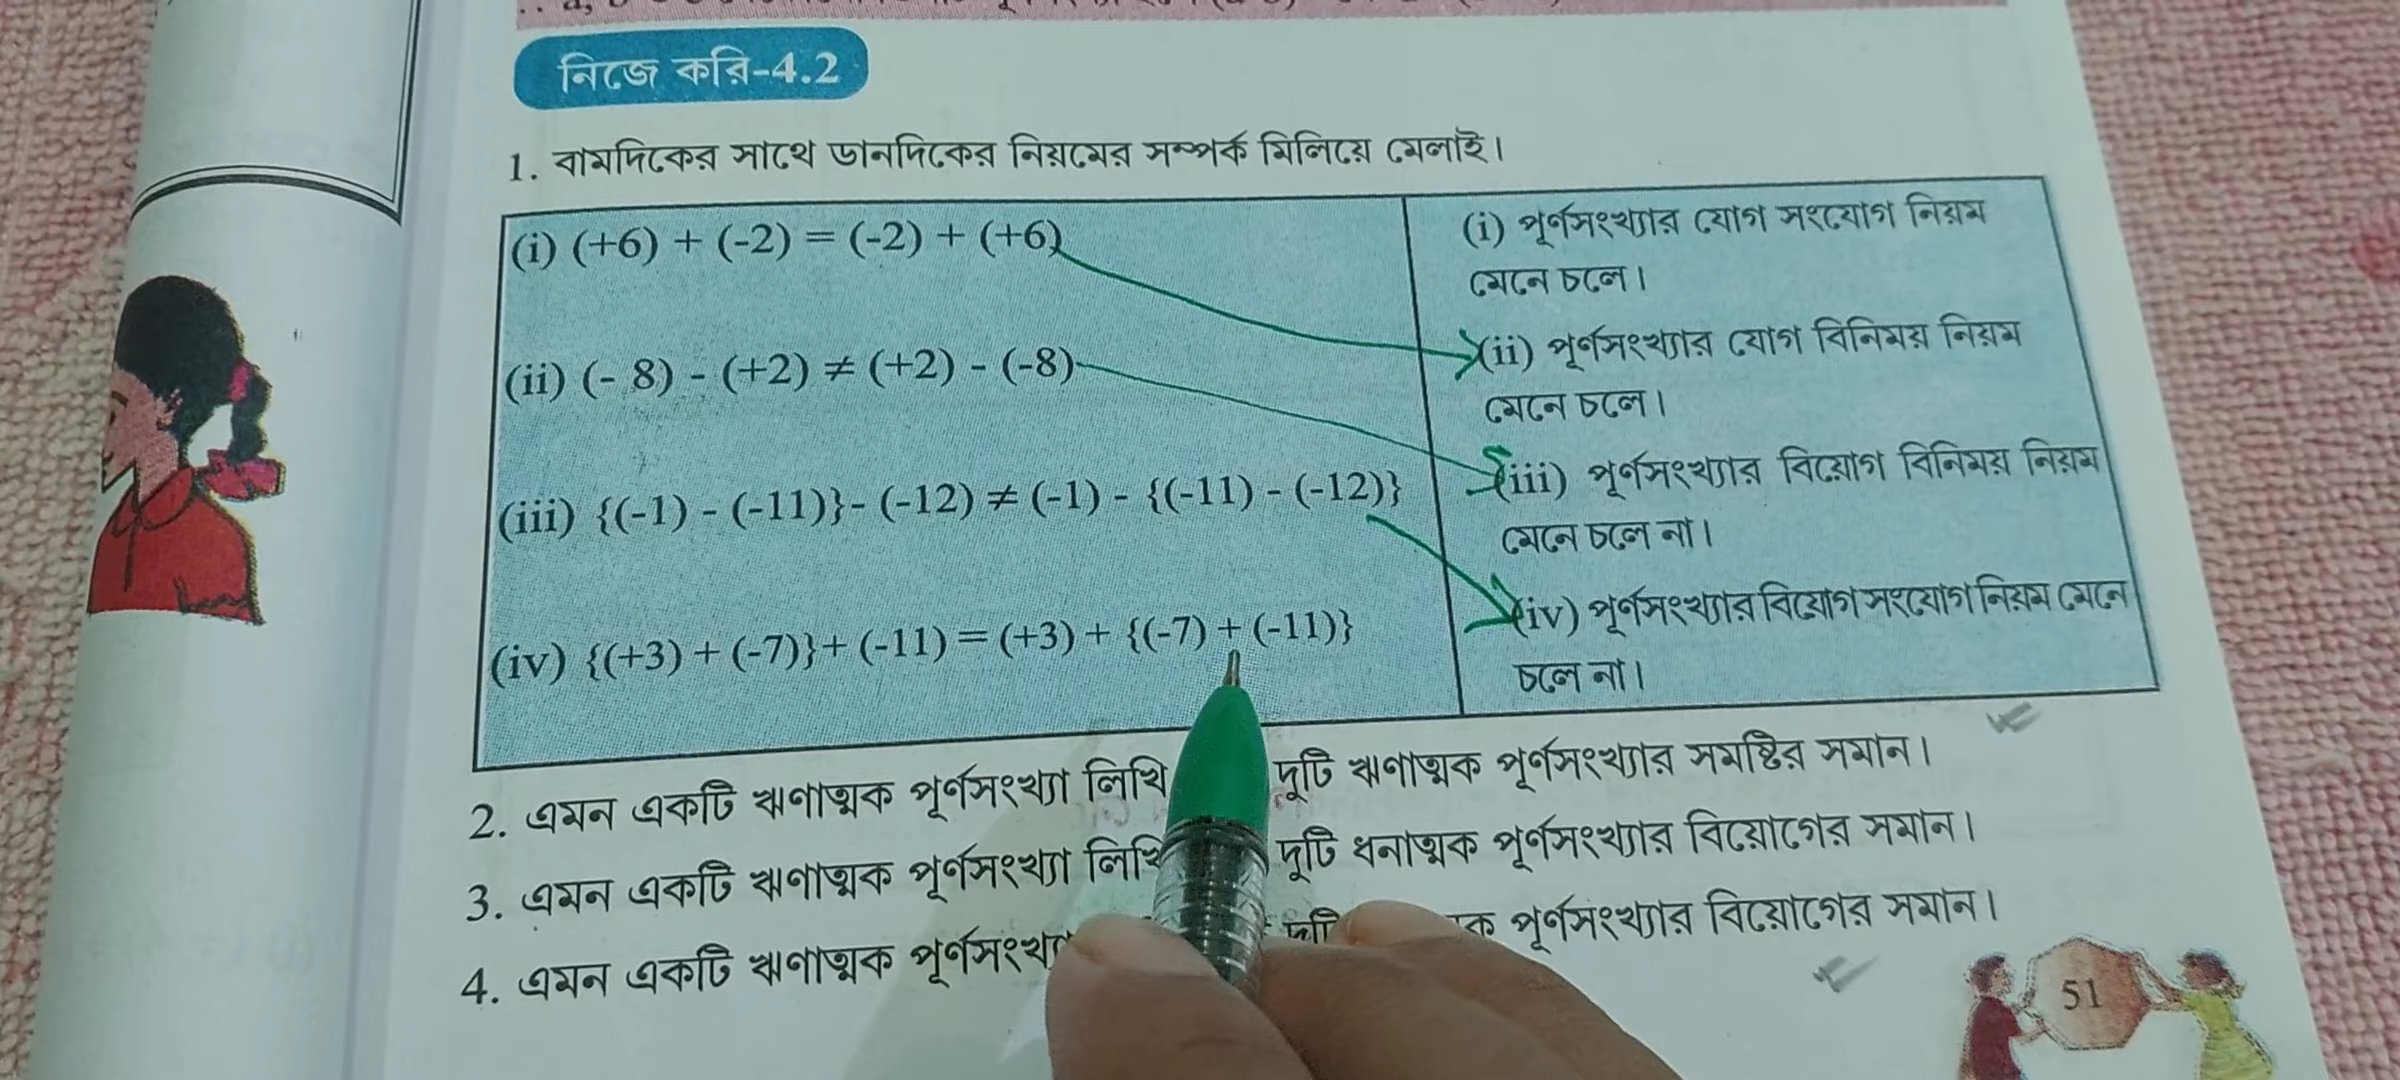 নিজে করি-4.2
1. বামদিকের সাথে ডানদিকের নিয়মের সম্পর্ক মিলিয়ে মেলাই।
(i) (+6) + (-2) = (-2) + (+6)
(ii) (- 8) - (+2) ≠ (+2) - (-8)
(iii) {(-1) - (-11)}- (-12) ≠ (-1) - {(-11) - (-12)}
(iv) {(+3) + (-7)}+ (-11) = (+3) + {(-7) + (-11)}
(i) পূর্ণসংখ্যার যোগ সংযোগ নিয়ম
মেনে চলে।
(ii) পূর্ণসংখ্যার যোগ বিনিময় নিয়ম
মেনে চলে।
(iii) পূর্ণসংখ্যার বিয়োগ বিনিময় নিয়ম
মেনে চলে না।
(iv) পূর্ণসংখ্যার বিয়োগ সংযোগ নিয়ম মেনে
চলে না।
2. এমন একটি ঋণাত্মক পূর্ণসংখ্যা লিখি দুটি ঋণাত্মক পূর্ণসংখ্যার সমষ্টির সমান।
3. এমন একটি ঋণাত্মক পূর্ণসংখ্যা লিখি দুটি ধনাত্মক পূর্ণসংখ্যার বিয়োগের সমান।
4. এমন একটি ঋণাত্মক পূর্ণসংখ্যার বিয়োগের সমান।
51